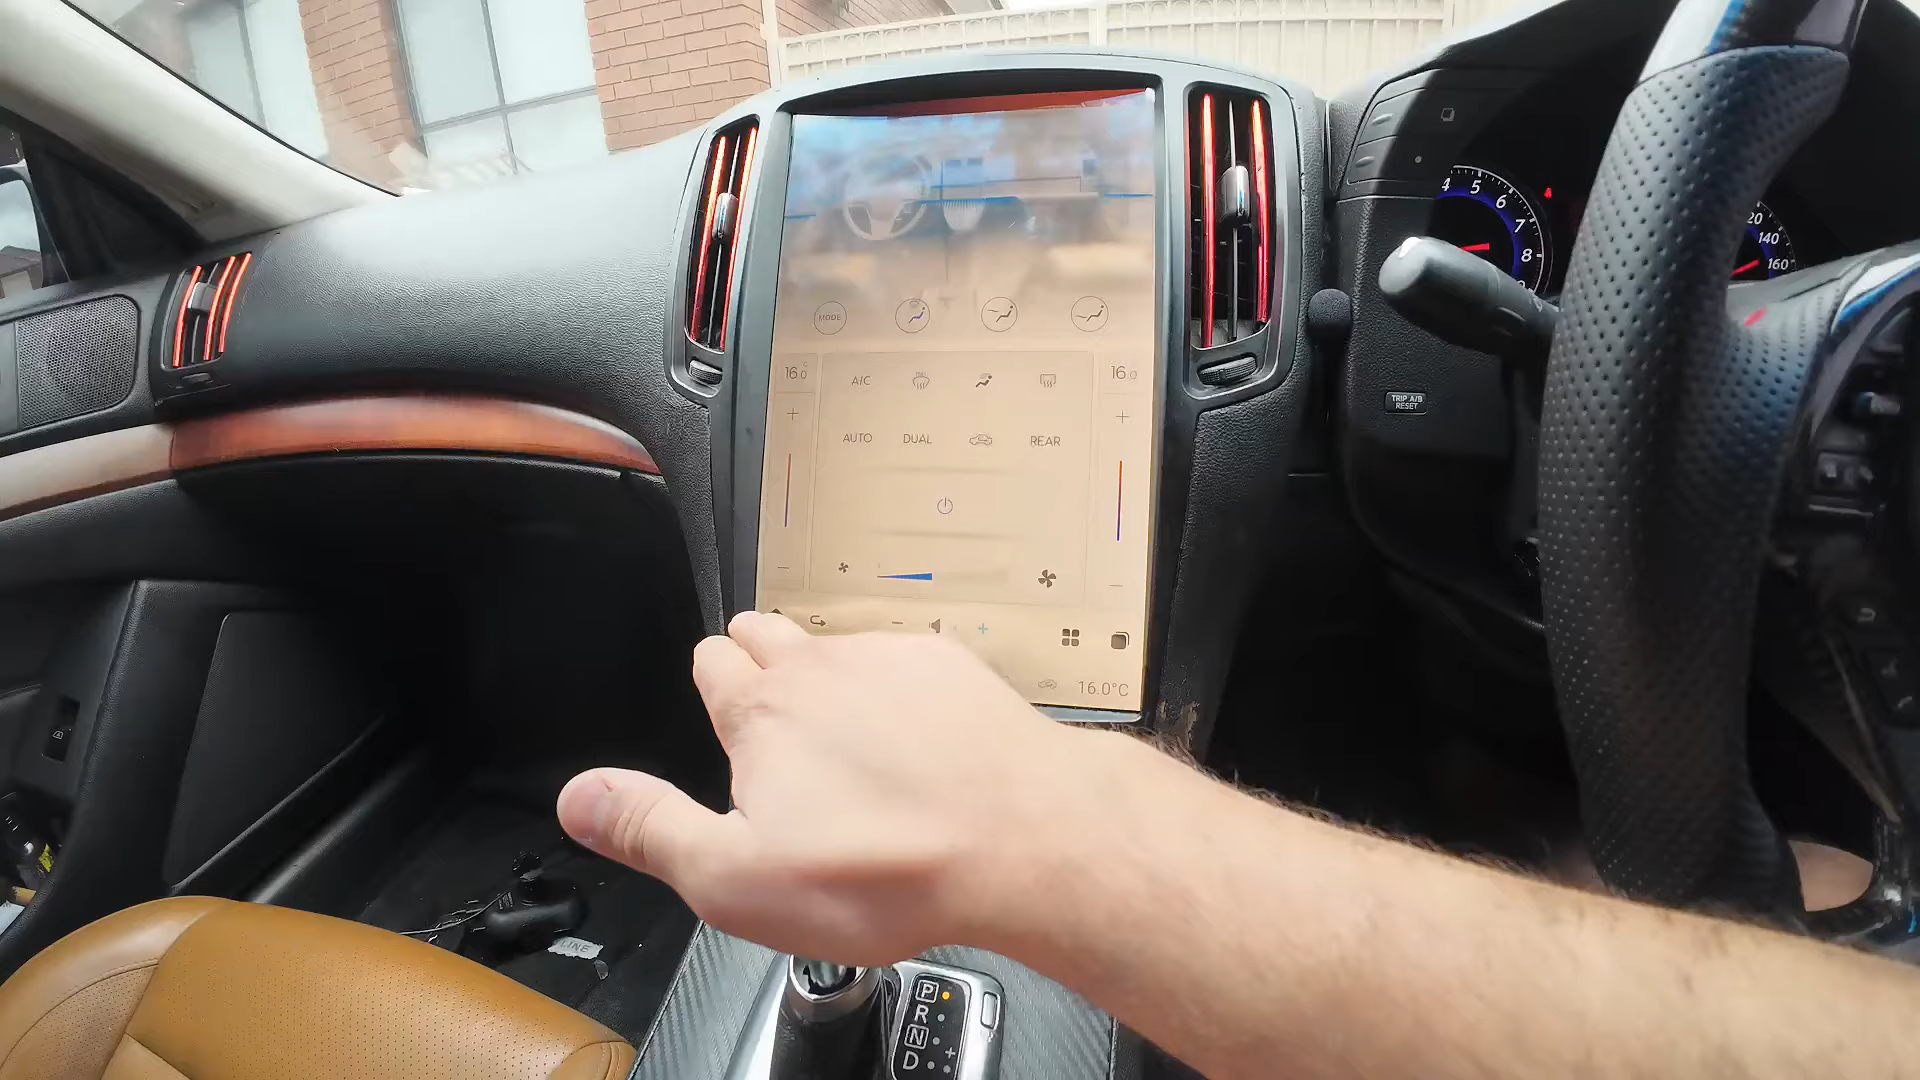 MODE
16.0
16.0
A/C
AUTO DUAL REAR
16.0°C
4 5 6 7 8
20 140 160
TRIP A/B
RESET
P
R
N
D
+
LINE